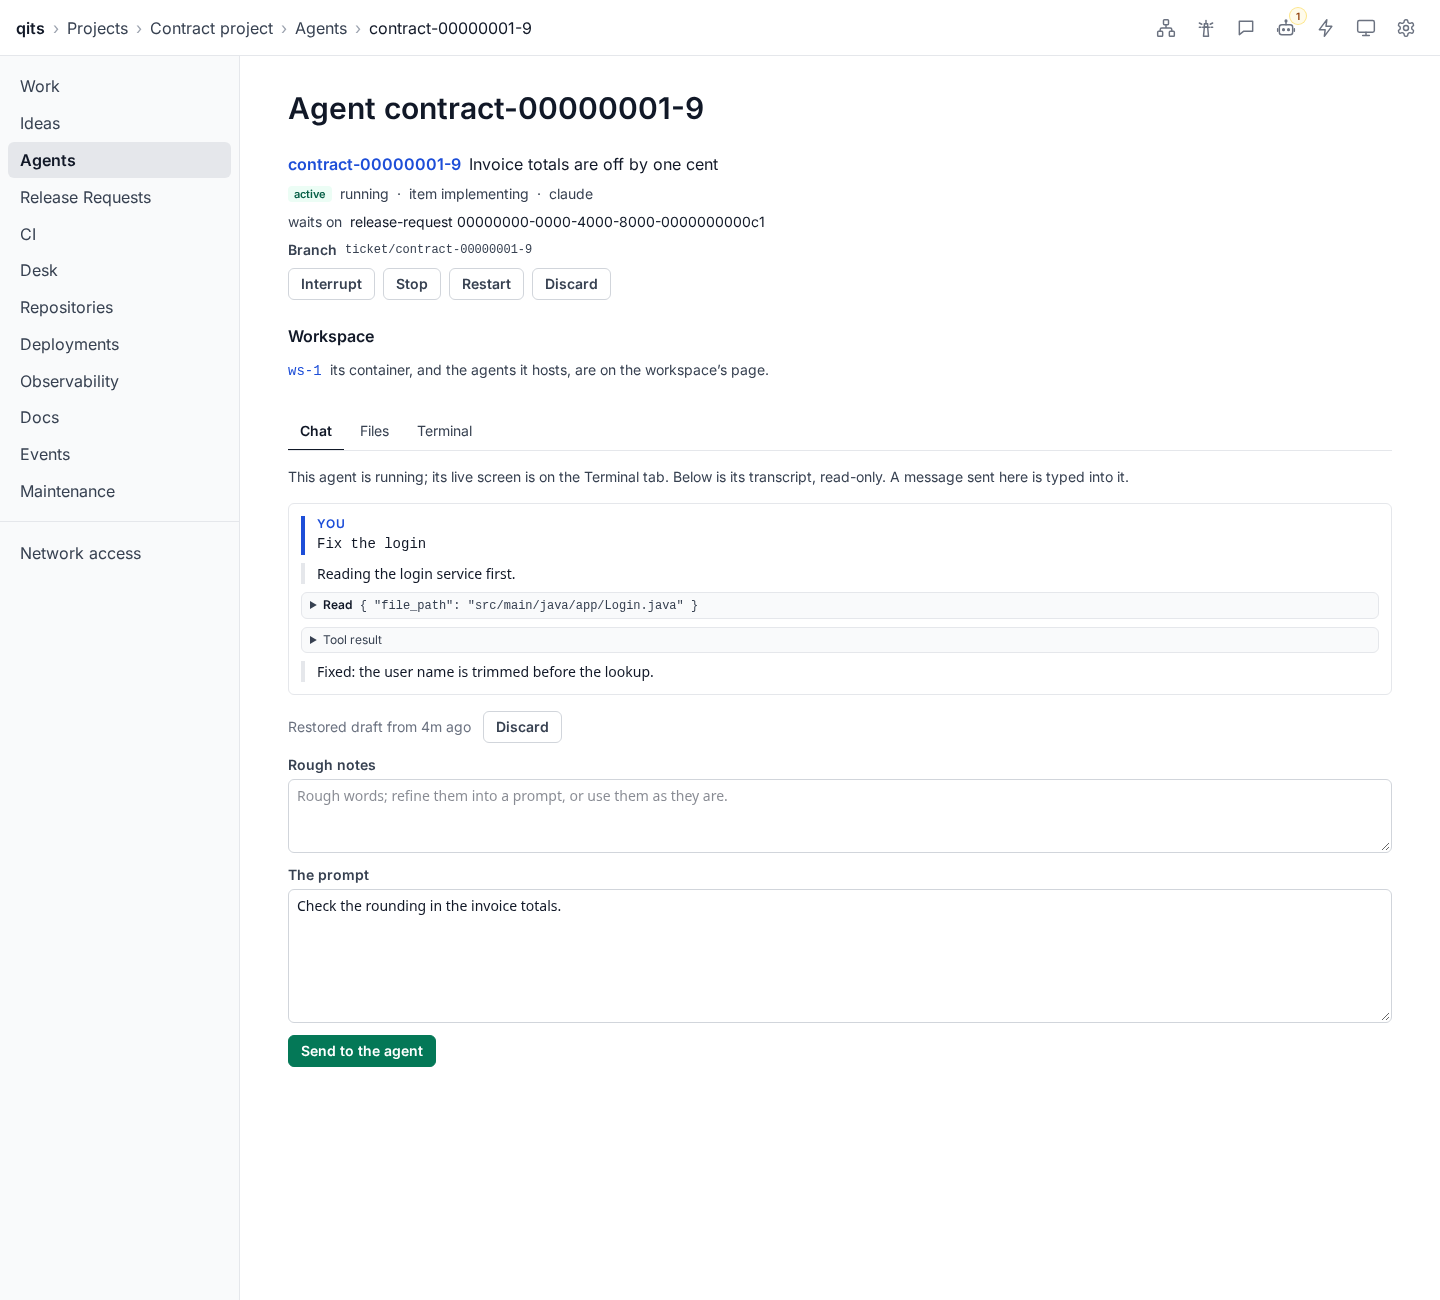 qits › Projects › Contract project › Agents › contract-00000001-9
1
Work
Ideas
Agents
Release Requests
CI
Desk
Repositories
Deployments
Observability
Docs
Events
Maintenance
Network access
Agent contract-00000001-9
contract-00000001-9 Invoice totals are off by one cent
active running · item implementing · claude
waits on release-request 00000000-0000-4000-8000-0000000000c1
Branch ticket/contract-00000001-9
Interrupt Stop Restart Discard
Workspace
ws-1 its container, and the agents it hosts, are on the workspace’s page.
Chat Files Terminal
This agent is running; its live screen is on the Terminal tab. Below is its transcript, read-only. A message sent here is typed into it.
YOU
Fix the login
Reading the login service first.
Read { "file_path": "src/main/java/app/Login.java" }
Tool result
Fixed: the user name is trimmed before the lookup.
Restored draft from 4m ago Discard
Rough notes
Rough words; refine them into a prompt, or use them as they are.
The prompt
Check the rounding in the invoice totals.
Send to the agent